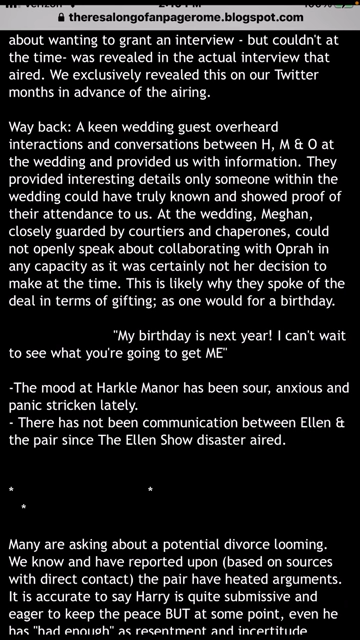 theresalongofanpagerome.blogspot.com
about wanting to grant an interview - but couldn't at
the time- was revealed in the actual interview that
aired. We exclusively revealed this on our Twitter
months in advance of the airing.
Way back: A keen wedding guest overheard
interactions and conversations between H, M & O at
the wedding and provided us with information. They
provided interesting details only someone within the
wedding could have truly known and showed proof of
their attendance to us. At the wedding, Meghan,
closely guarded by courtiers and chaperones, could
not openly speak about collaborating with Oprah in
any capacity as it was certainly not her decision to
make at the time. This is likely why they spoke of the
deal in terms of gifting; as one would for a birthday.
"My birthday is next year! I can't wait
to see what you're going to get ME"
-The mood at Harkle Manor has been sour, anxious and
panic stricken lately.
- There has not been communication between Ellen &
the pair since The Ellen Show disaster aired.
* *
*
Many are asking about a potential divorce looming.
We know and have reported upon (based on sources
with direct contact) the pair have heated arguments.
It is accurate to say Harry is quite submissive and
eager to keep the peace BUT at some point, even he
has "had enough" as resentment and incertitude